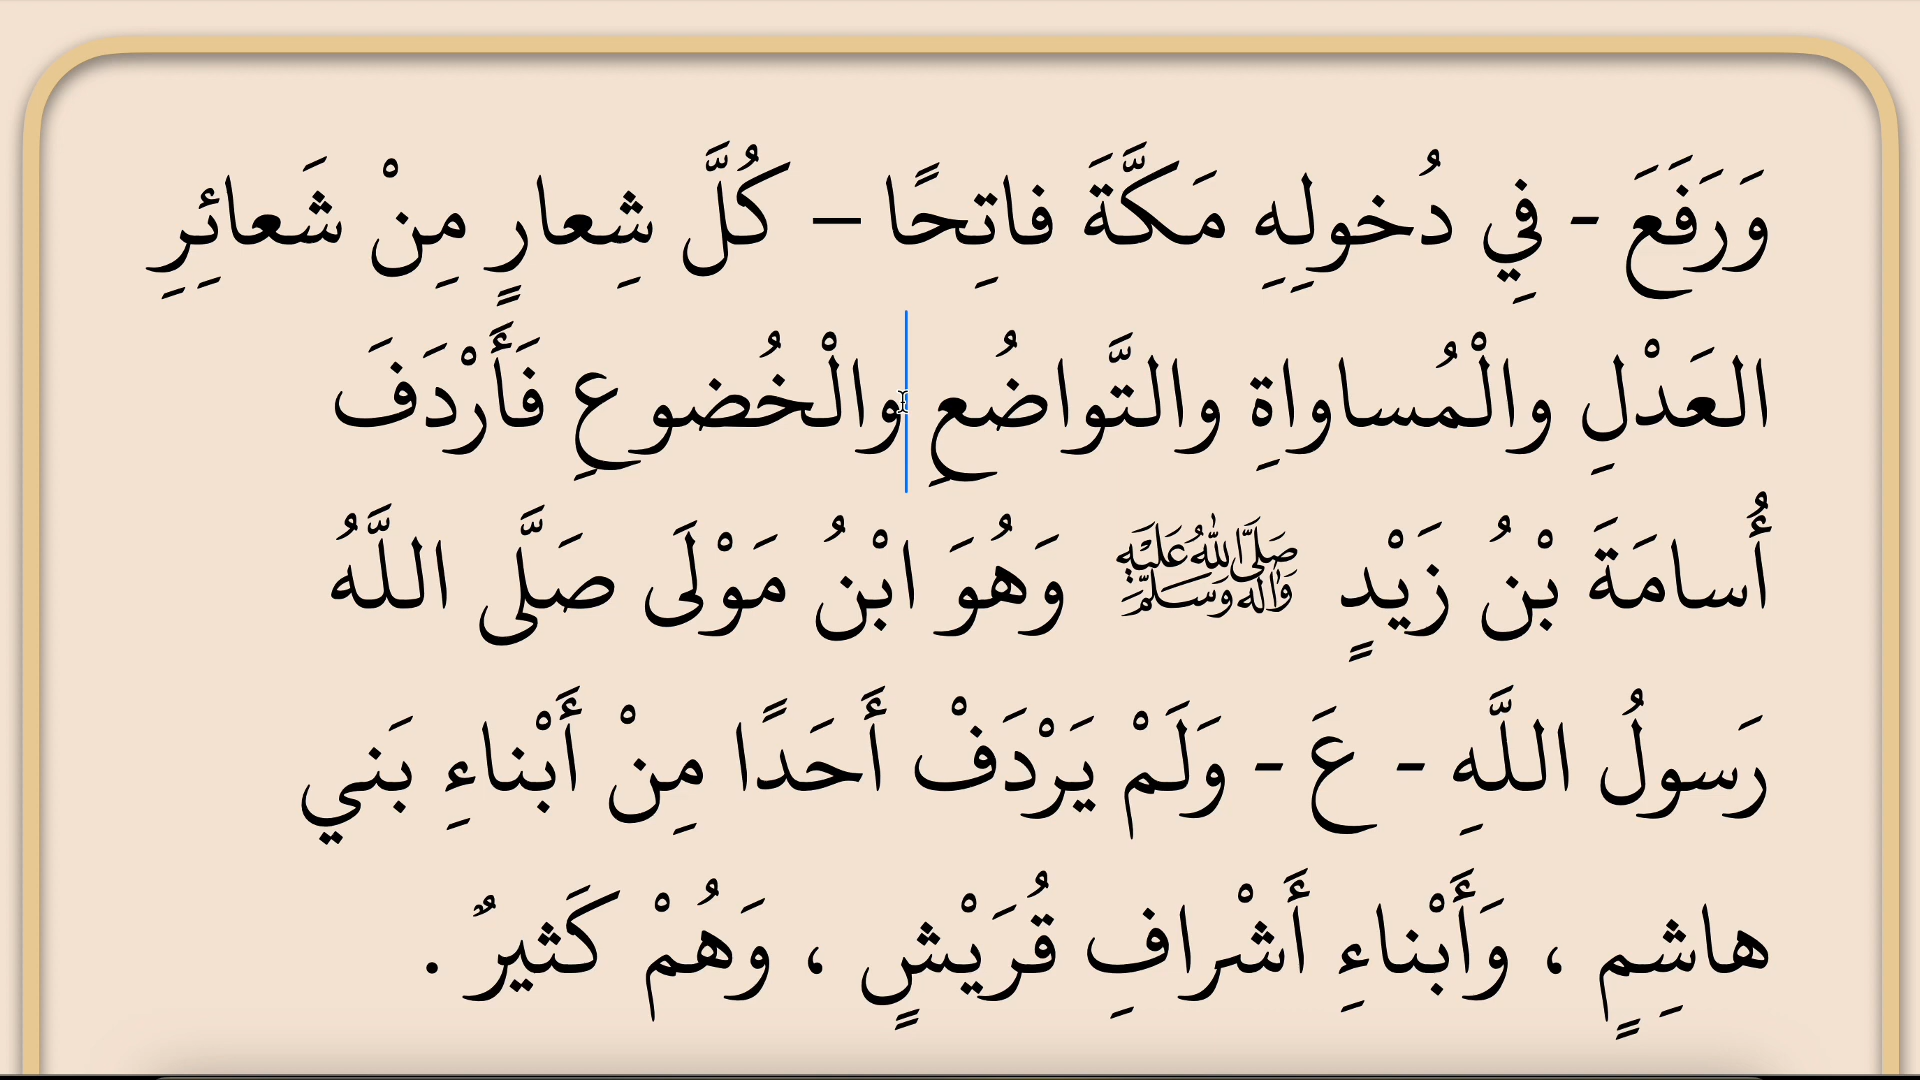 وَرَفَعَ - فِي دُخولِهِ مَكَّةَ فاتِحًا – كُلَّ شِعارٍ مِنْ شَعائِرِ
العَدْلِ والْمُساواةِ والتَّواضُعِ والْخُضوعِ فَأَرْدَفَ
أُسامَةَ بْنُ زَيْدٍ ﷺ وَهُوَ ابْنُ مَوْلَى صَلَّى اللَّهُ
رَسولُ اللَّهِ - عَ - وَلَمْ يَرْدَفْ أَحَدًا مِنْ أَبْناءِ بَني
هاشِمٍ ، وَأَبْناءِ أَشْرافِ قُرَيْشٍ ، وَهُمْ كَثيرٌ .